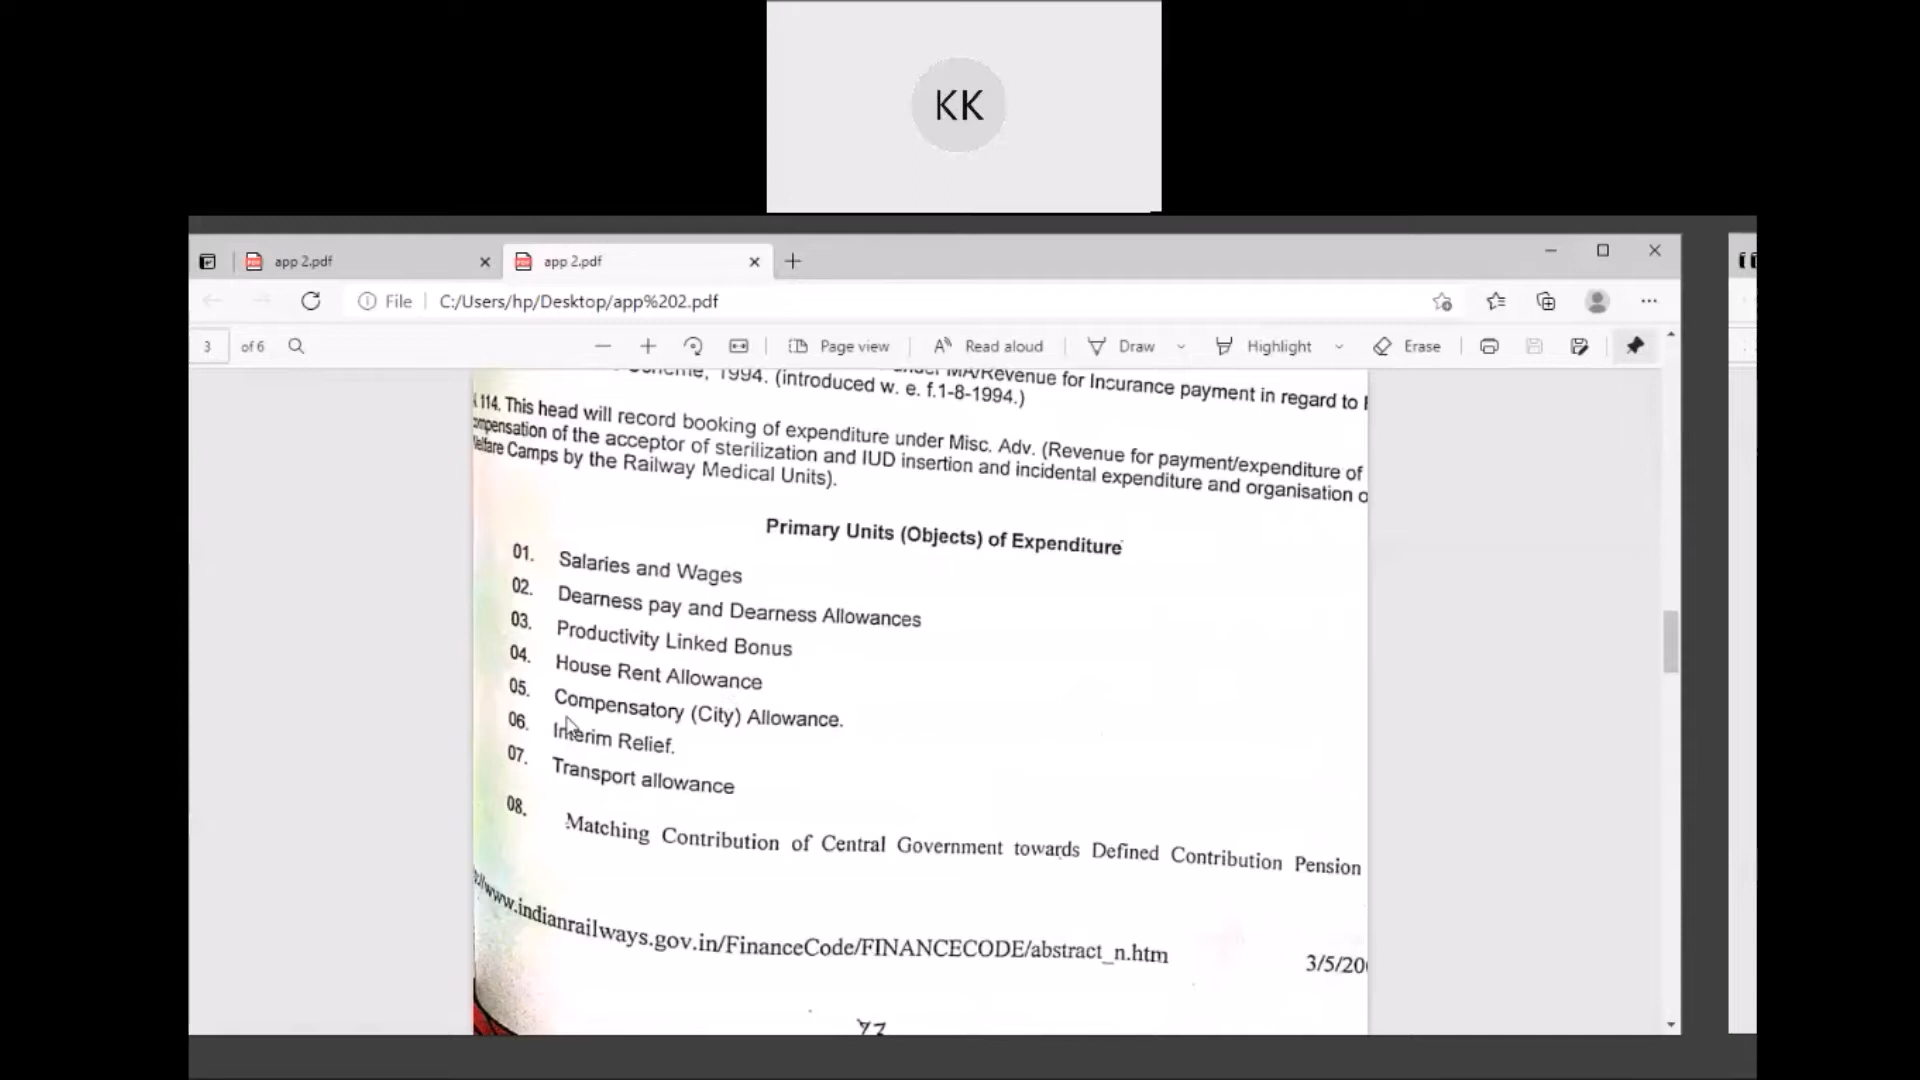 KK
app 2.pdf
app 2.pdf
File C:/Users/hp/Desktop/app%202.pdf
3 of 6 Page view Read aloud Draw Highlight Erase
Scheme, 1994. (introduced w. e. f.1-8-1994.)
under MA/Revenue for Incurance payment in regard to
114. This head will record booking of expenditure under Misc. Adv. (Revenue for payment/expenditure of
compensation of the acceptor of sterilization and IUD insertion and incidental expenditure and organisation
Welfare Camps by the Railway Medical Units).
Primary Units (Objects) of Expenditure
01. Salaries and Wages
02. Dearness pay and Dearness Allowances
03. Productivity Linked Bonus
04. House Rent Allowance
05. Compensatory (City) Allowance.
06. Interim Relief.
07. Transport allowance
08. Matching Contribution of Central Government towards Defined Contribution Pension
//www.indianrailways.gov.in/FinanceCode/FINANCECODE/abstract_n.htm
3/5/20